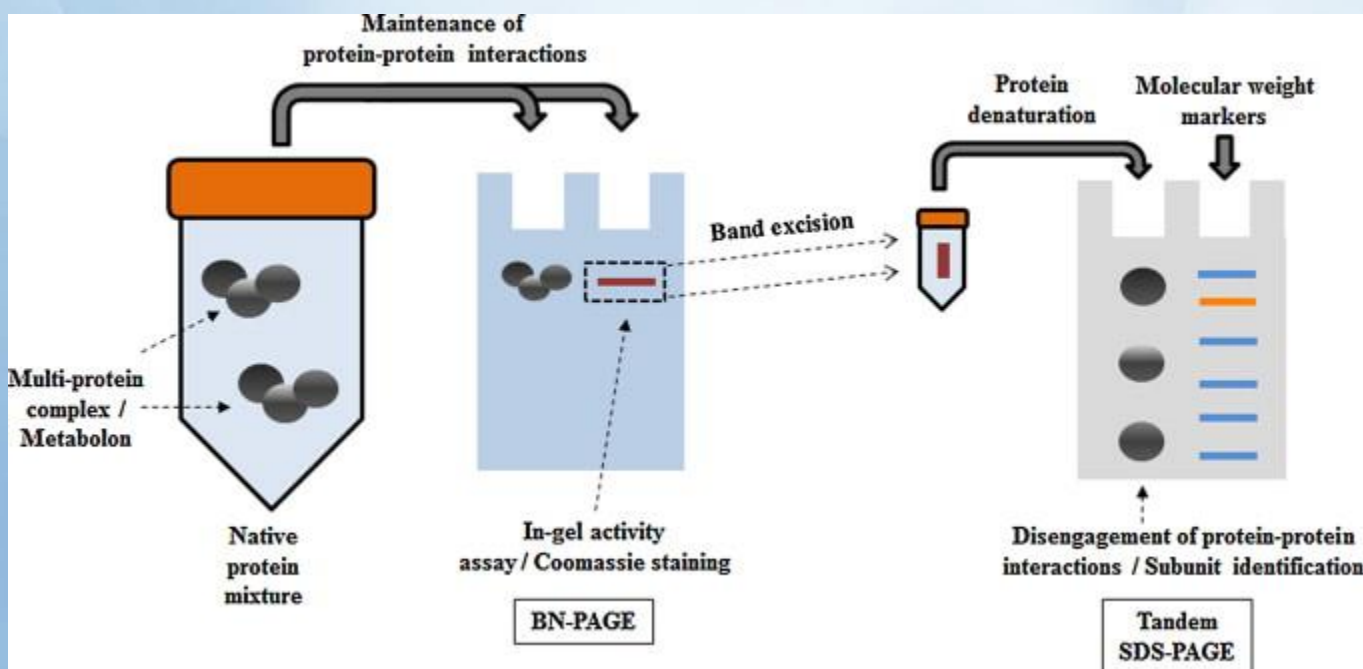 Maintenance of
protein-protein interactions
Protein
denaturation
Molecular weight
markers
Band excision
Multi-protein
complex /
Metabolon
Native
protein
mixture
In-gel activity
assay / Coomassie staining
BN-PAGE
Disengagement of protein-protein
interactions / Subunit identification
Tandem
SDS-PAGE